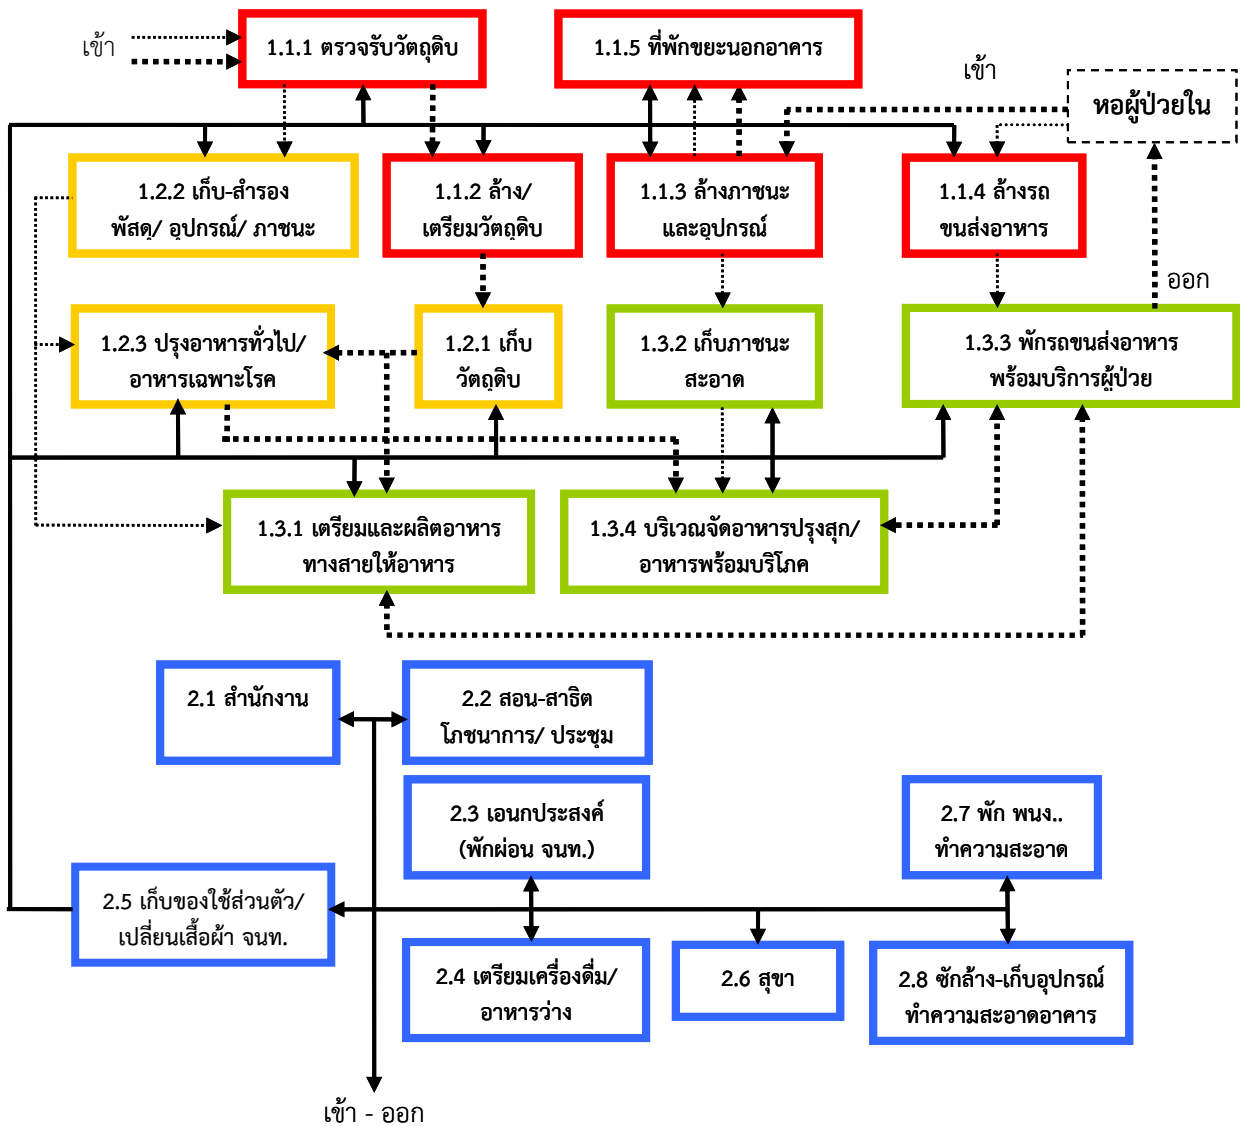 เข้า
1.1.1 ตรวจรับวัตถุดิบ
1.1.5 ที่พักขยะนอกอาคาร
เข้า
หอผู้ป่วยใน
1.2.2 เก็บ-สำรอง
พัสดุ/ อุปกรณ์/ ภาชนะ
1.1.2 ล้าง/
เตรียมวัตถุดิบ
1.1.3 ล้างภาชนะ
และอุปกรณ์
1.1.4 ล้างรถ
ขนส่งอาหาร
ออก
1.2.3 ปรุงอาหารทั่วไป/
อาหารเฉพาะโรค
1.2.1 เก็บ
วัตถุดิบ
1.3.2 เก็บภาชนะ
สะอาด
1.3.3 พักรถขนส่งอาหาร
พร้อมบริการผู้ป่วย
1.3.1 เตรียมและผลิตอาหาร
ทางสายให้อาหาร
1.3.4 บริเวณจัดอาหารปรุงสุก/
อาหารพร้อมบริโภค
2.1 สำนักงาน
2.2 สอน-สาธิต
โภชนาการ/ ประชุม
2.3 เอนกประสงค์
(พักผ่อน จนท.)
2.7 พัก พนง..
ทำความสะอาด
2.5 เก็บของใช้ส่วนตัว/
เปลี่ยนเสื้อผ้า จนท.
2.4 เตรียมเครื่องดื่ม/
อาหารว่าง
2.6 สุขา
2.8 ซักล้าง-เก็บอุปกรณ์
ทำความสะอาดอาคาร
เข้า - ออก